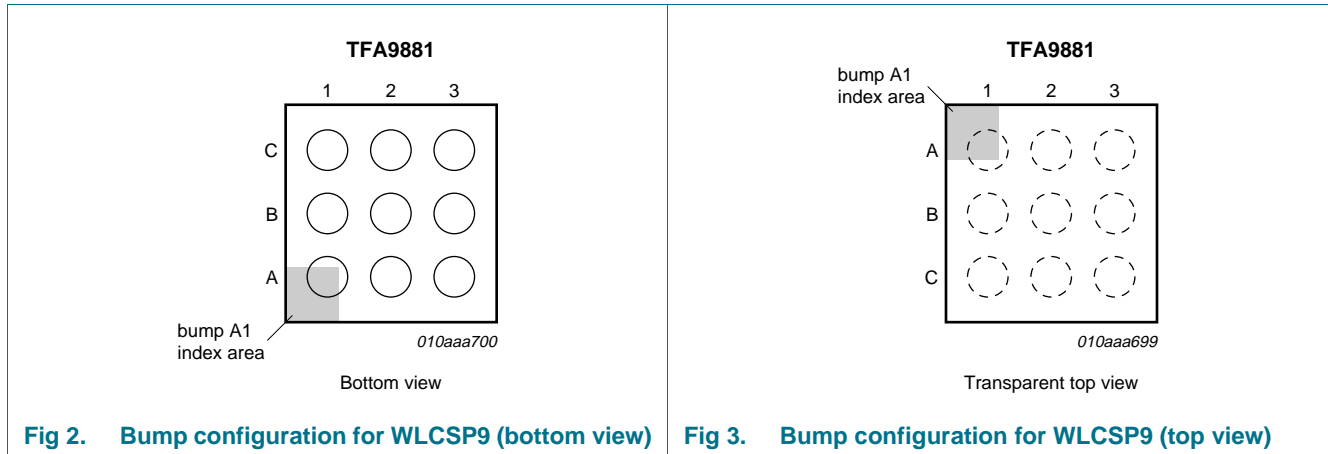 TFA9881
1 2 3
C
B
A
bump A1
index area
010aaa700
Bottom view
Fig 2. Bump configuration for WLCSP9 (bottom view)
TFA9881
bump A1
index area
1 2 3
A
B
C
010aaa699
Transparent top view
Fig 3. Bump configuration for WLCSP9 (top view)